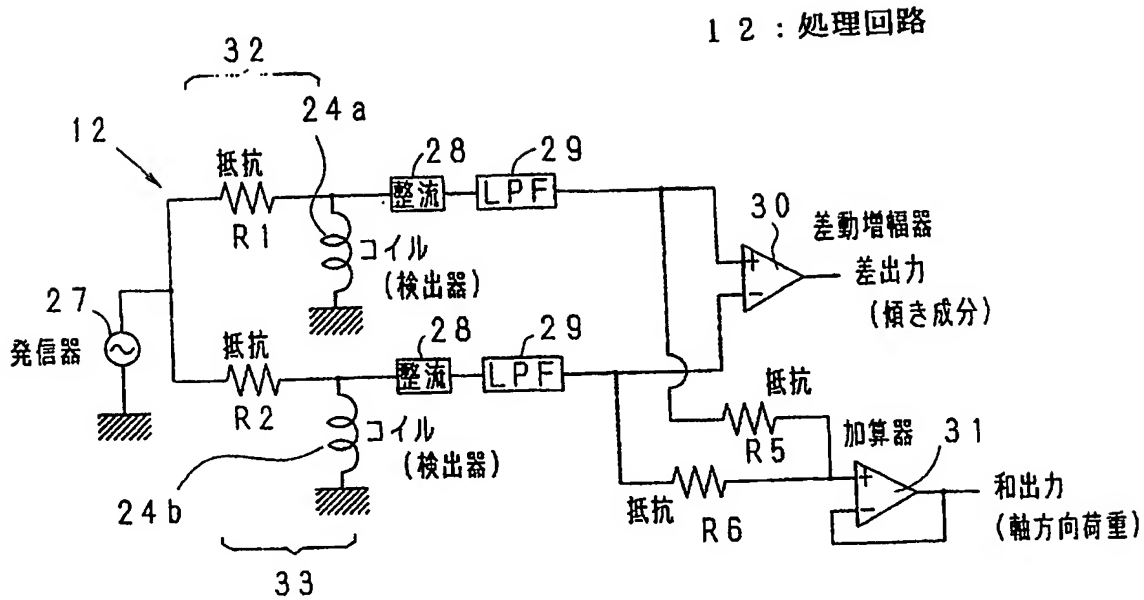 12:処理回路
32
24a
12
抵抗
28
29
整流
LPF
R1
コイル
(検出器)
30
差動増幅器
差出力
(傾き成分)
27
発信器
抵抗
28
29
整流
LPF
R2
コイル
(検出器)
抵抗
R5
加算器
31
24b
抵抗
R6
和出力
(軸方向荷重)
33